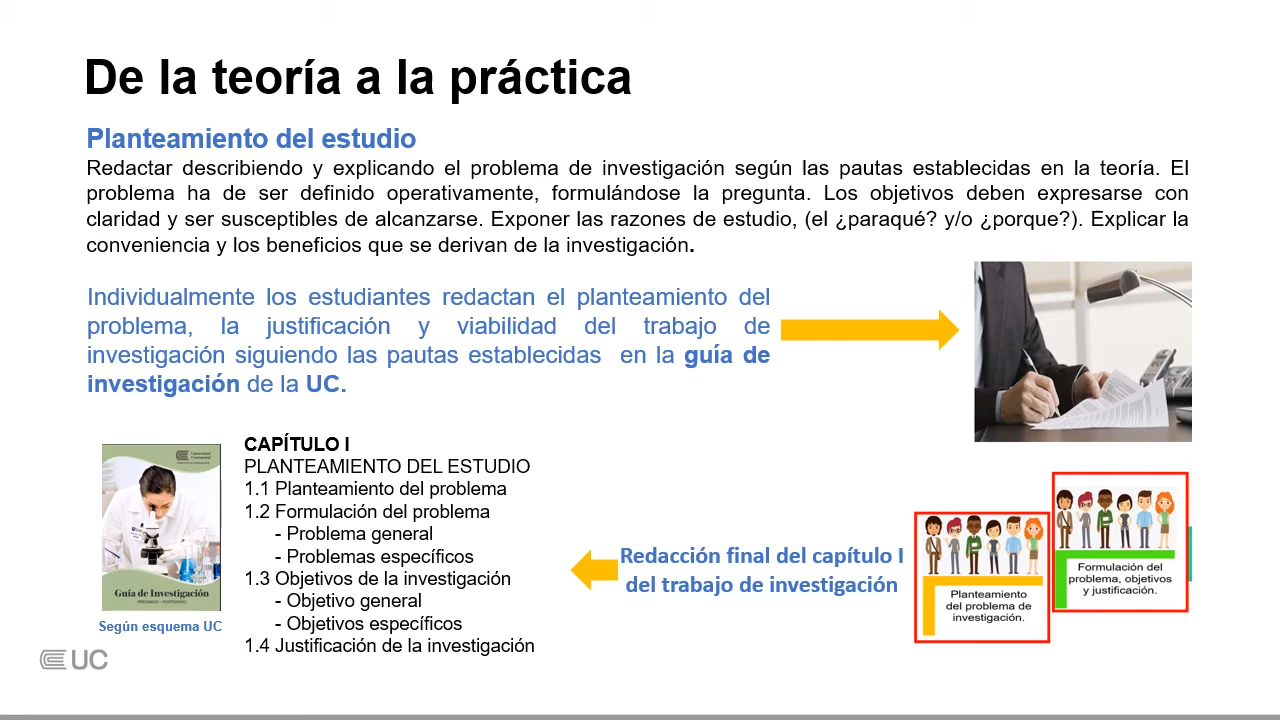 De la teoría a la práctica
Planteamiento del estudio
Redactar describiendo y explicando el problema de investigación según las pautas establecidas en la teoría. El
problema ha de ser definido operativamente, formulándose la pregunta. Los objetivos deben expresarse con
claridad y ser susceptibles de alcanzarse. Exponer las razones de estudio, (el ¿paraqué? y/o ¿porque?). Explicar la
conveniencia y los beneficios que se derivan de la investigación.
Individualmente los estudiantes redactan el planteamiento del
problema, la justificación y viabilidad del trabajo de
investigación siguiendo las pautas establecidas en la guía de
investigación de la UC.
Universidad
Continental
Guía de Investigación
PREGRADO - POSTGRADO
Según esquema UC
CAPÍTULO I
PLANTEAMIENTO DEL ESTUDIO
1.1 Planteamiento del problema
1.2 Formulación del problema
- Problema general
- Problemas específicos
1.3 Objetivos de la investigación
- Objetivo general
- Objetivos específicos
1.4 Justificación de la investigación
Redacción final del capítulo I
del trabajo de investigación
Planteamiento
del problema de
investigación.
Formulación del
problema, objetivos
y justificación.
UC